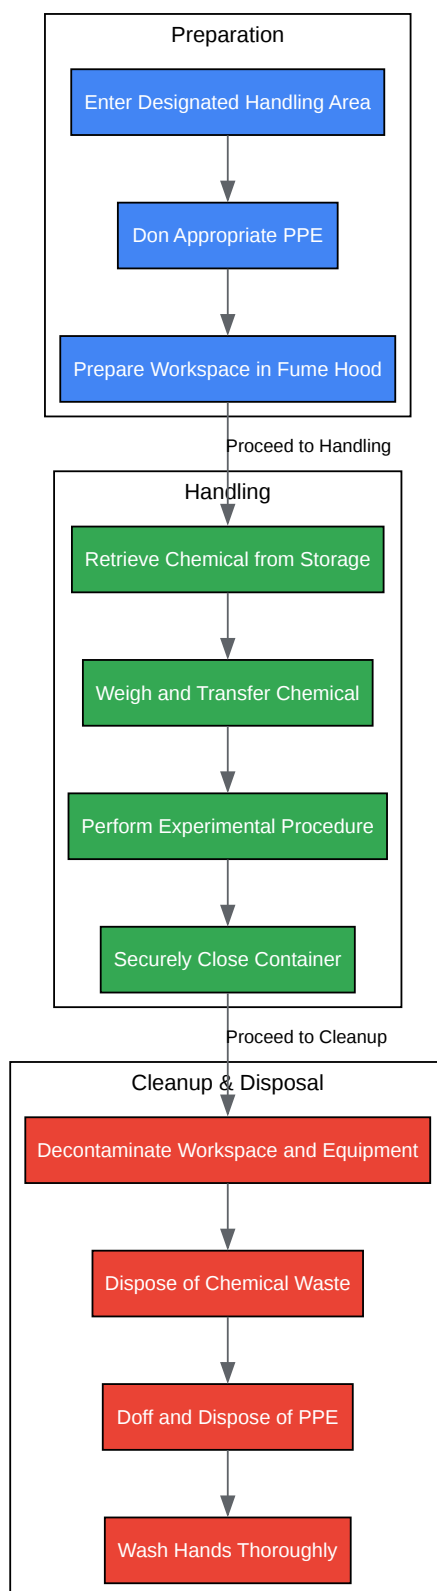 Preparation
Enter Designated Handling Area
Don Appropriate PPE
Prepare Workspace in Fume Hood
Proceed to Handling
Handling
Retrieve Chemical from Storage
Weigh and Transfer Chemical
Perform Experimental Procedure
Securely Close Container
Proceed to Cleanup
Cleanup & Disposal
Decontaminate Workspace and Equipment
Dispose of Chemical Waste
Doff and Dispose of PPE
Wash Hands Thoroughly